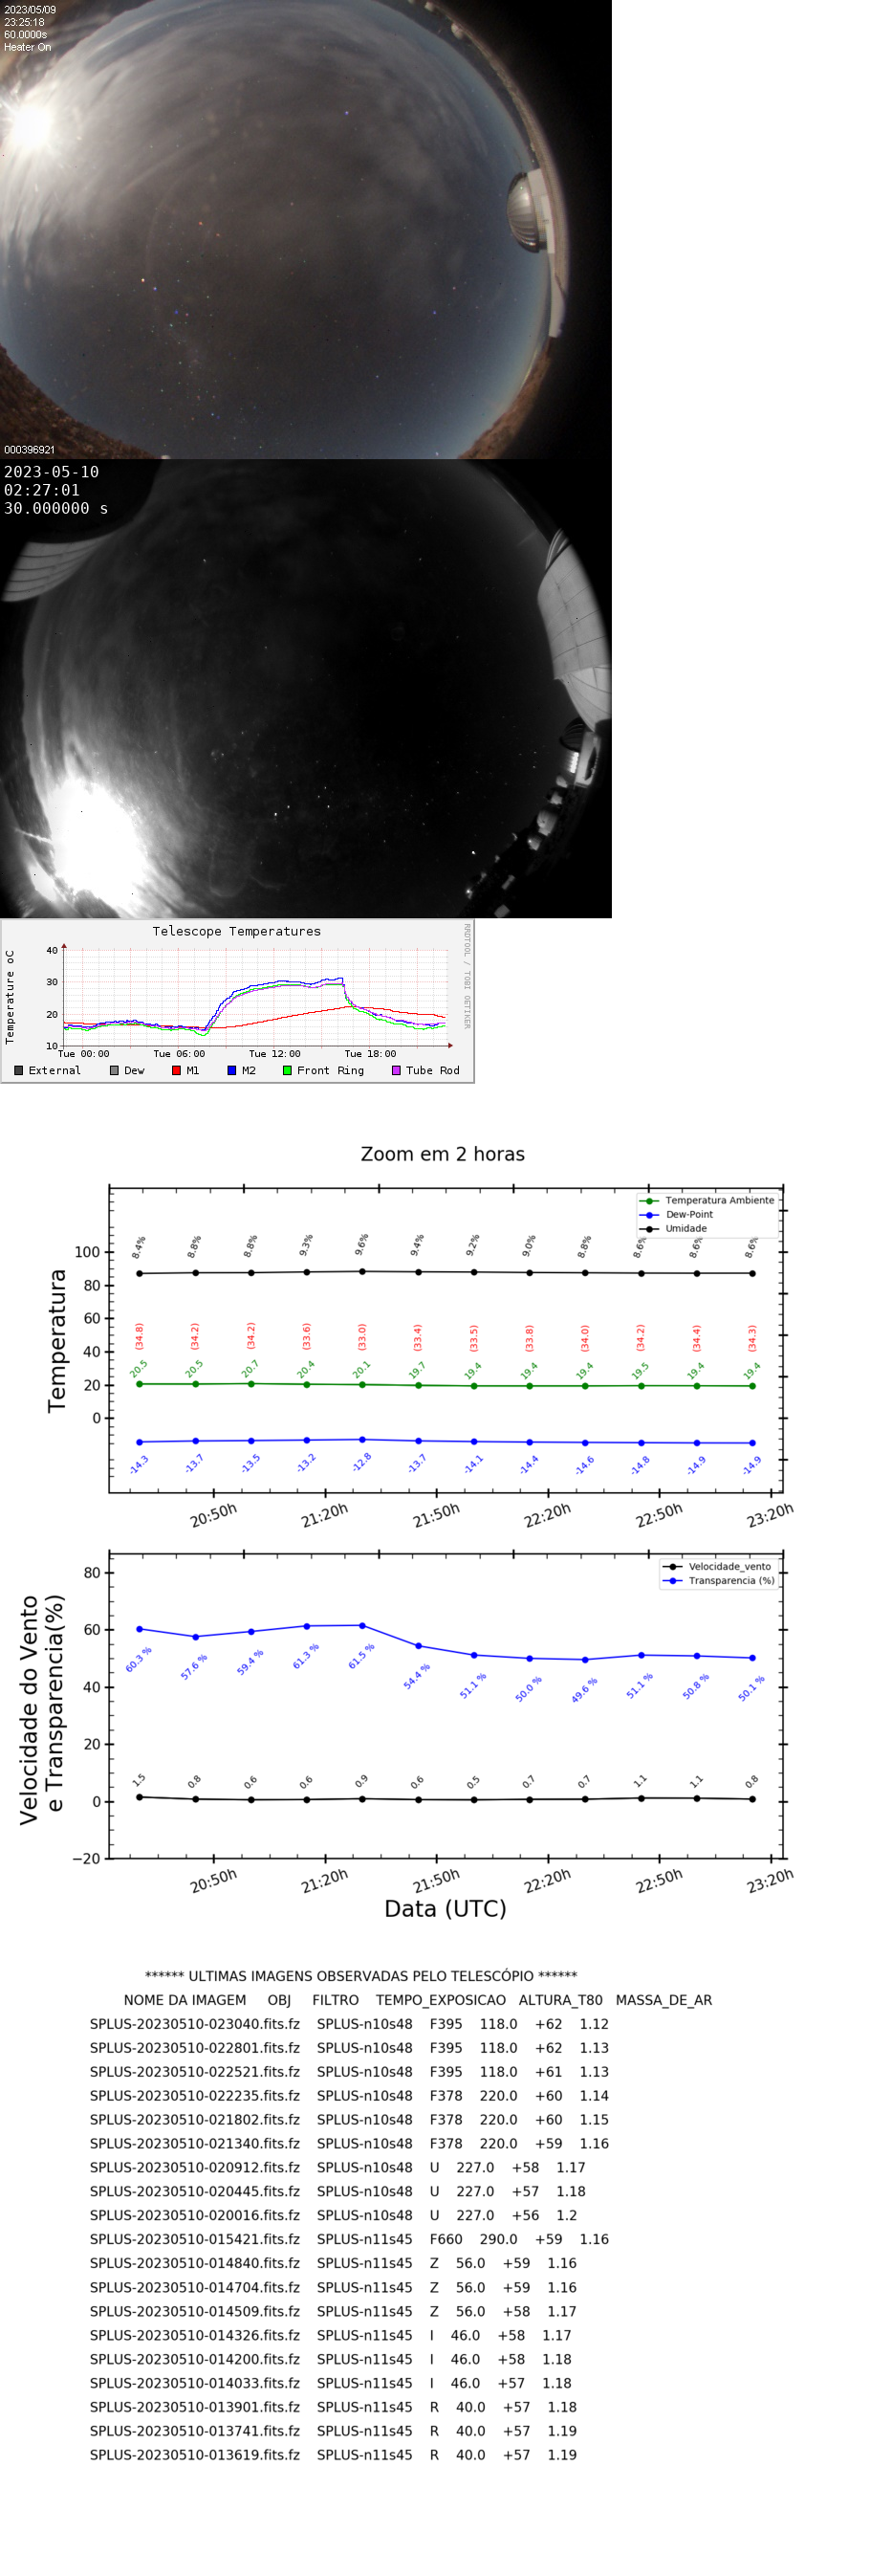 2023/05/09
23:25:18
60.0000s
Heater On
000396921
2023-05-10
02:27:01
30.000000 s
Telescope Temperatures
RRDTOOL / TOBI OETIKER
Temperature oC
40
30
20
10
Tue 00:00 Tue 06:00 Tue 12:00 Tue 18:00
External Dew M1 M2 Front Ring Tube Rod
Zoom em 2 horas
Temperatura Ambiente
Dew-Point
Umidade
Temperatura
100
80
60
40
20
0
8.4% 8.8% 8.8% 9.3% 9.6% 9.4% 9.2% 9.0% 8.8% 8.6% 8.6% 8.6%
(34.8) (34.2) (34.2) (33.6) (33.0) (33.4) (33.5) (33.8) (34.0) (34.2) (34.4) (34.3)
20.5 20.5 20.7 20.4 20.1 19.7 19.4 19.4 19.4 19.5 19.4 19.4
-14.3 -13.7 -13.5 -13.2 -12.8 -13.7 -14.1 -14.4 -14.6 -14.8 -14.9 -14.9
20:50h 21:20h 21:50h 22:20h 22:50h 23:20h
Velocidade_vento
Transparencia (%)
Velocidade do Vento
e Transparencia(%)
80
60
40
20
0
−20
60.3 % 57.6 % 59.4 % 61.3 % 61.5 % 54.4 % 51.1 % 50.0 % 49.6 % 51.1 % 50.8 % 50.1 %
1.5 0.8 0.6 0.6 0.9 0.6 0.5 0.7 0.7 1.1 1.1 0.8
20:50h 21:20h 21:50h 22:20h 22:50h 23:20h
Data (UTC)
****** ULTIMAS IMAGENS OBSERVADAS PELO TELESCÓPIO ******
NOME DA IMAGEM OBJ FILTRO TEMPO_EXPOSICAO ALTURA_T80 MASSA_DE_AR
SPLUS-20230510-023040.fits.fz SPLUS-n10s48 F395 118.0 +62 1.12
SPLUS-20230510-022801.fits.fz SPLUS-n10s48 F395 118.0 +62 1.13
SPLUS-20230510-022521.fits.fz SPLUS-n10s48 F395 118.0 +61 1.13
SPLUS-20230510-022235.fits.fz SPLUS-n10s48 F378 220.0 +60 1.14
SPLUS-20230510-021802.fits.fz SPLUS-n10s48 F378 220.0 +60 1.15
SPLUS-20230510-021340.fits.fz SPLUS-n10s48 F378 220.0 +59 1.16
SPLUS-20230510-020912.fits.fz SPLUS-n10s48 U 227.0 +58 1.17
SPLUS-20230510-020445.fits.fz SPLUS-n10s48 U 227.0 +57 1.18
SPLUS-20230510-020016.fits.fz SPLUS-n10s48 U 227.0 +56 1.2
SPLUS-20230510-015421.fits.fz SPLUS-n11s45 F660 290.0 +59 1.16
SPLUS-20230510-014840.fits.fz SPLUS-n11s45 Z 56.0 +59 1.16
SPLUS-20230510-014704.fits.fz SPLUS-n11s45 Z 56.0 +59 1.16
SPLUS-20230510-014509.fits.fz SPLUS-n11s45 Z 56.0 +58 1.17
SPLUS-20230510-014326.fits.fz SPLUS-n11s45 I 46.0 +58 1.17
SPLUS-20230510-014200.fits.fz SPLUS-n11s45 I 46.0 +58 1.18
SPLUS-20230510-014033.fits.fz SPLUS-n11s45 I 46.0 +57 1.18
SPLUS-20230510-013901.fits.fz SPLUS-n11s45 R 40.0 +57 1.18
SPLUS-20230510-013741.fits.fz SPLUS-n11s45 R 40.0 +57 1.19
SPLUS-20230510-013619.fits.fz SPLUS-n11s45 R 40.0 +57 1.19